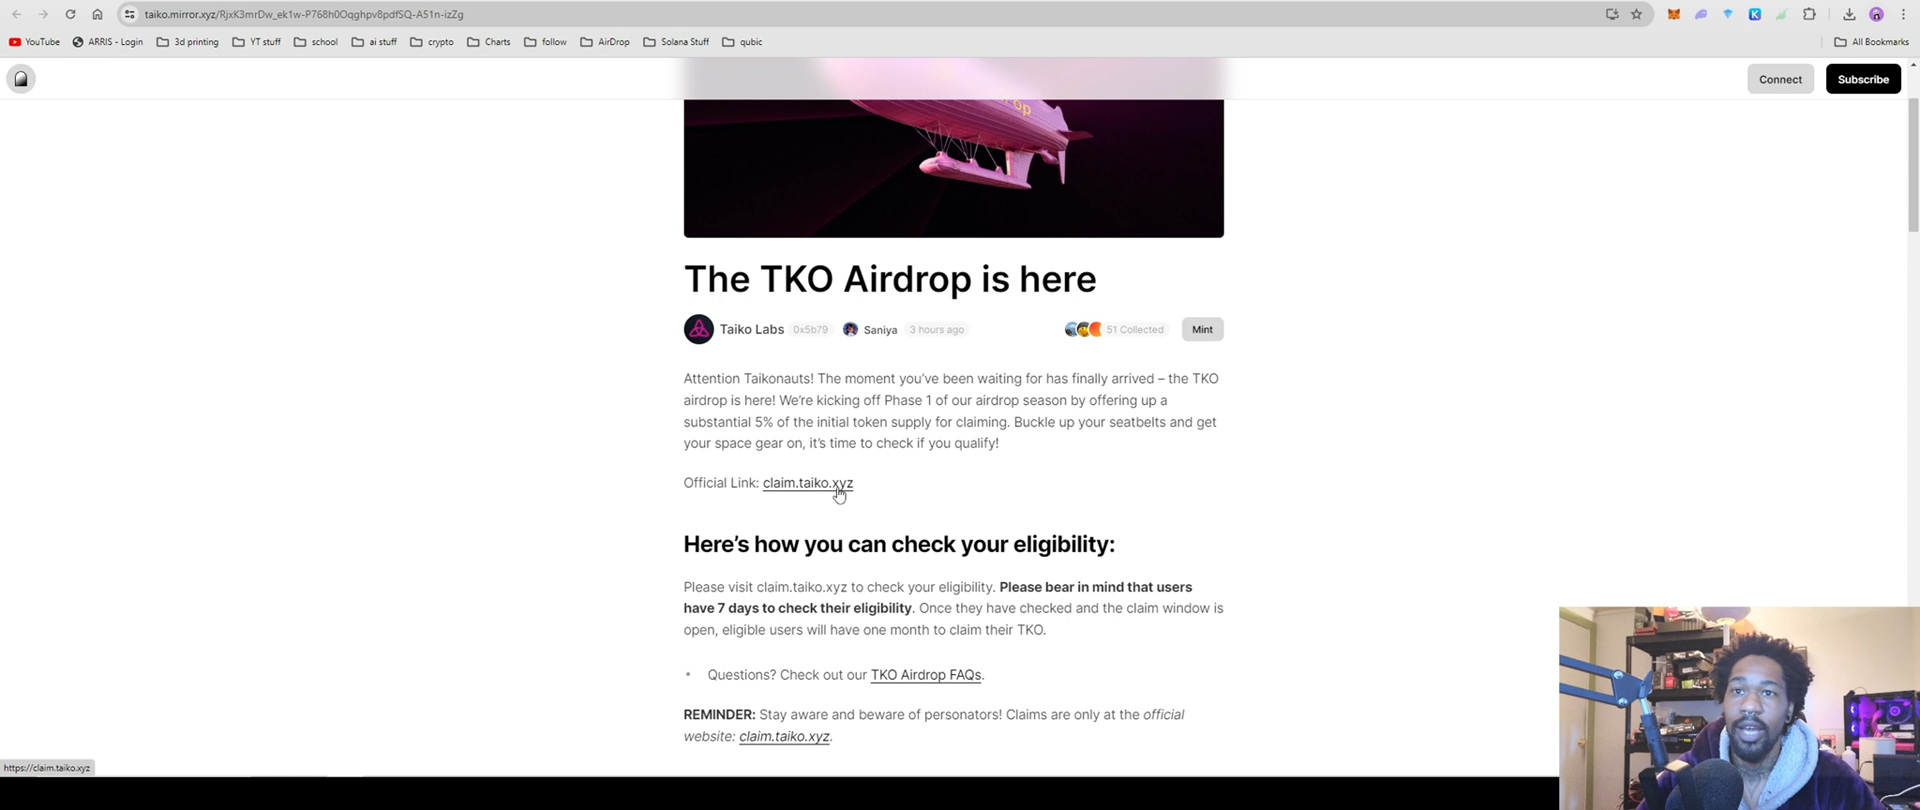 taiko.mirror.xyz/RjxK3mrDw_ek1w-P768h0Oqghpv8pdfSQ-A51n-izZg
YouTube ARRIS - Login 3d printing YT stuff school ai stuff crypto Charts follow AirDrop Solana Stuff qubic All Bookmarks
Connect Subscribe
op
The TKO Airdrop is here
Taiko Labs 0x5b79 Saniya 3 hours ago 51 Collected Mint
Attention Taikonauts! The moment you’ve been waiting for has finally arrived – the TKO
airdrop is here! We’re kicking off Phase 1 of our airdrop season by offering up a
substantial 5% of the initial token supply for claiming. Buckle up your seatbelts and get
your space gear on, it’s time to check if you qualify!
Official Link: claim.taiko.xyz
Here’s how you can check your eligibility:
Please visit claim.taiko.xyz to check your eligibility. Please bear in mind that users
have 7 days to check their eligibility. Once they have checked and the claim window is
open, eligible users will have one month to claim their TKO.
• Questions? Check out our TKO Airdrop FAQs.
REMINDER: Stay aware and beware of personators! Claims are only at the official
website: claim.taiko.xyz.
https://claim.taiko.xyz